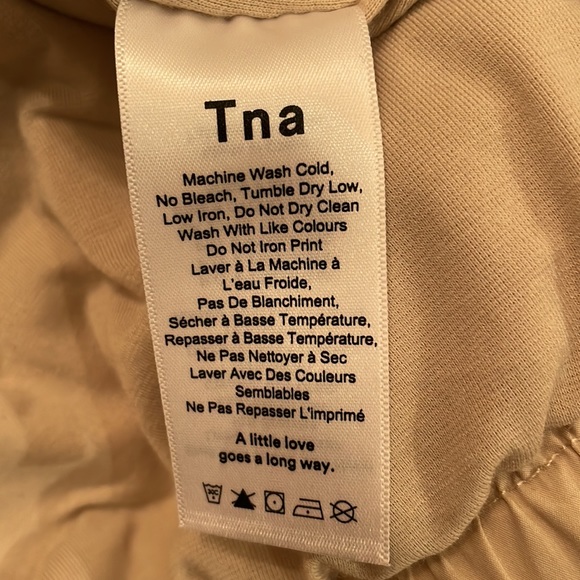 Tna
Machine Wash Cold,
No Bleach, Tumble Dry Low,
Low Iron, Do Not Dry Clean
Wash With Like Colours
Do Not Iron Print
Laver à La Machine à
L'eau Froide,
Pas De Blanchiment,
Sécher à Basse Température,
Repasser à Basse Température,
Ne Pas Nettoyer à Sec
Laver Avec Des Couleurs
Semblables
Ne Pas Repasser L'imprimé
A little love
goes a long way.
30C